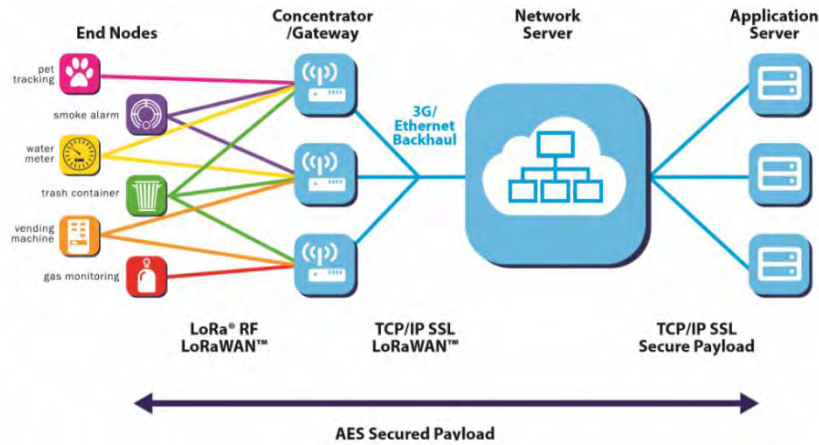 End Nodes
Concentrator
/Gateway
Network
Server
Application
Server
pet
tracking
smoke alarm
water
meter
trash container
vending
machine
gas monitoring
3G/
Ethernet
Backhaul
LoRa® RF
LoRaWAN™
TCP/IP SSL
LoRaWAN™
TCP/IP SSL
Secure Payload
AES Secured Payload